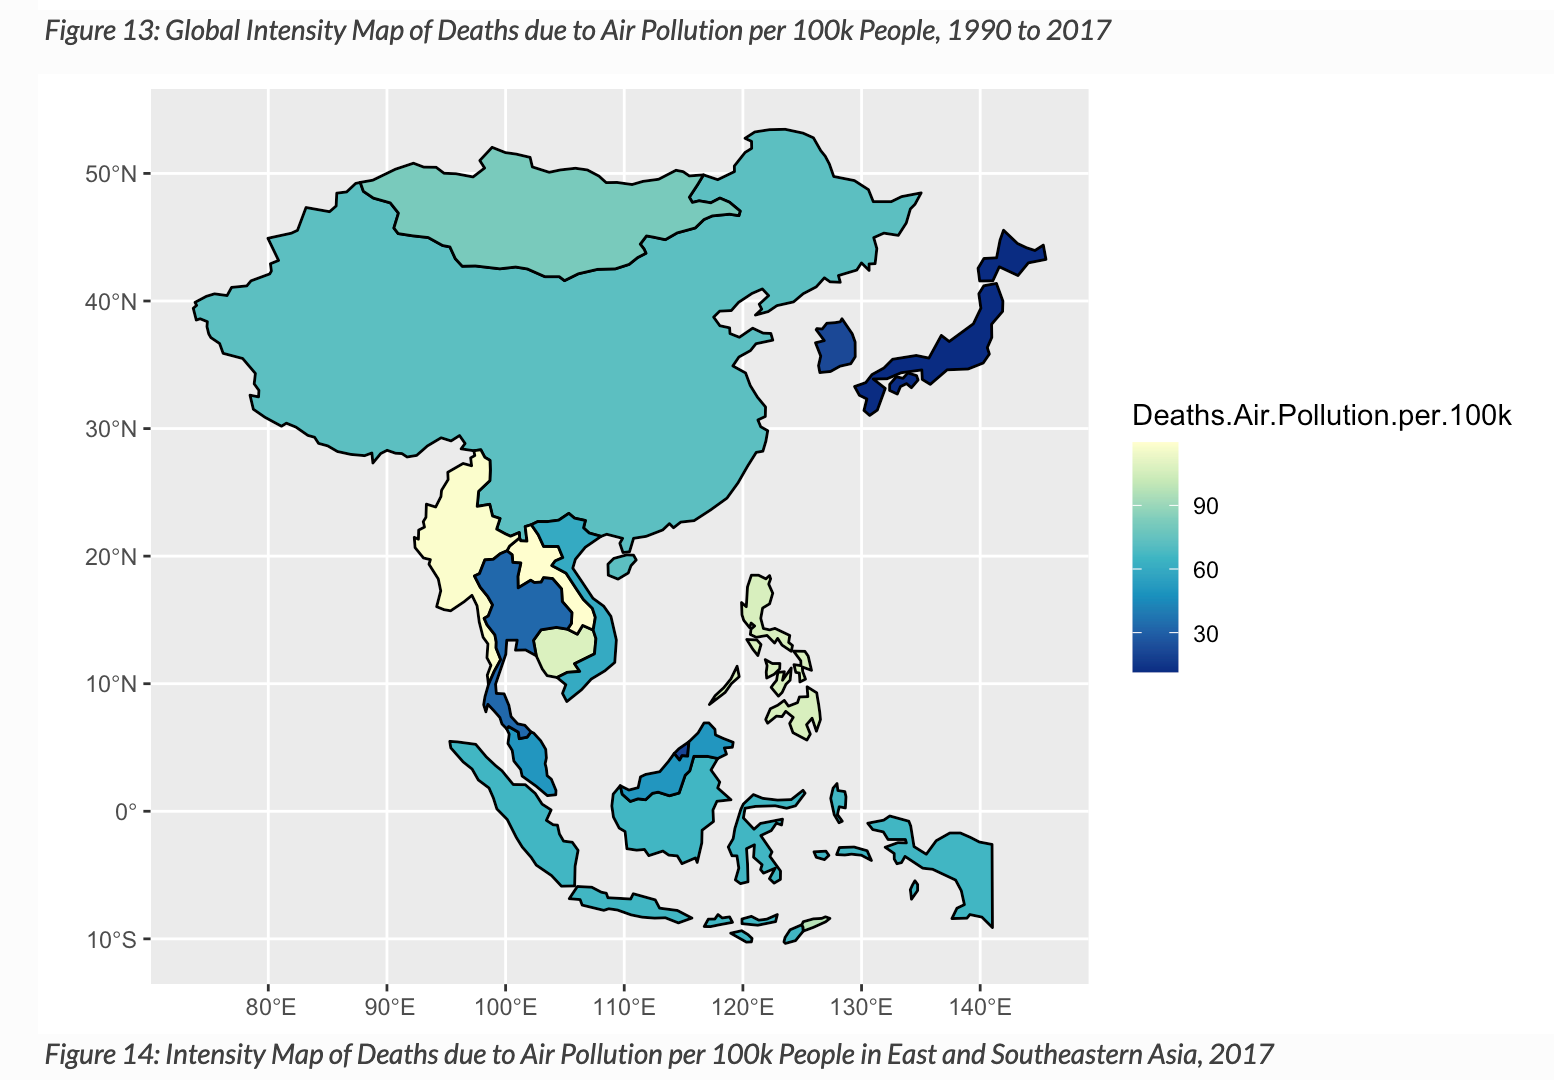 Figure 13: Global Intensity Map of Deaths due to Air Pollution per 100k People, 1990 to 2017
50°N
40°N
30°N
20°N
10°N
0°
10°S
80°E 90°E 100°E 110°E 120°E 130°E 140°E
Deaths.Air.Pollution.per.100k
90
60
30
Figure 14: Intensity Map of Deaths due to Air Pollution per 100k People in East and Southeastern Asia, 2017